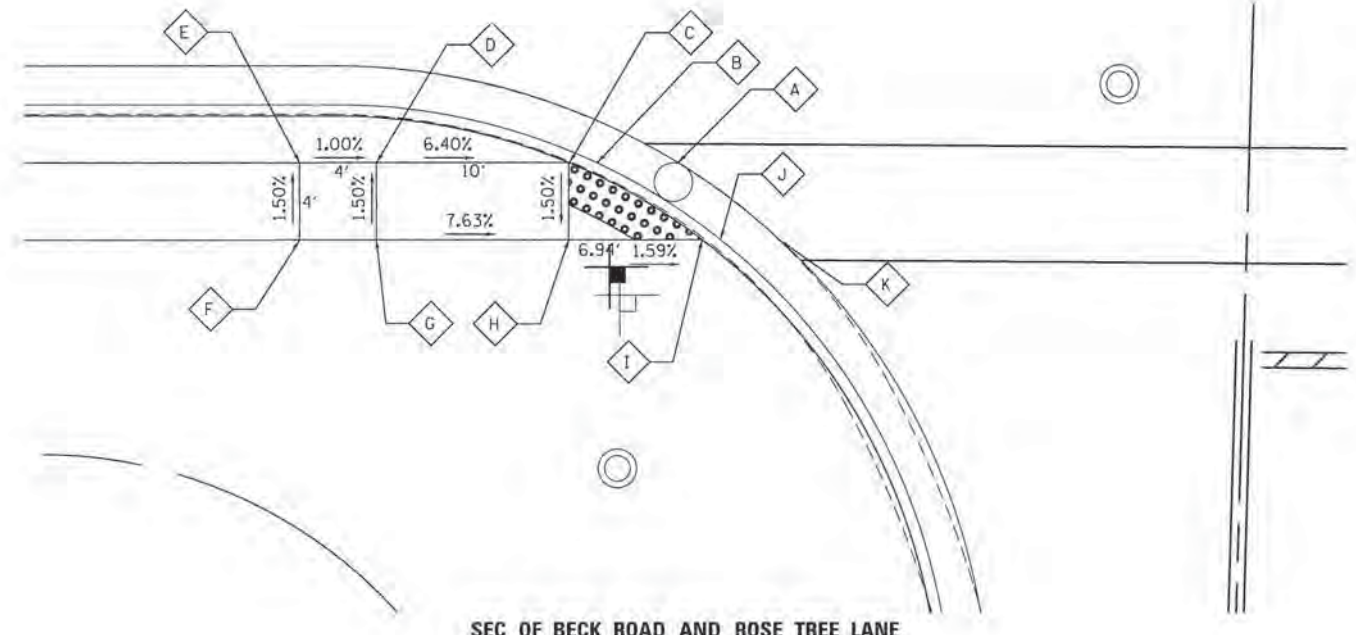 E
D
C
B
A
1.00%
6.40%
4'
10'
1.50%
4'
1.50%
1.50%
J
7.63%
6.94'
1.59%
K
F
G
H
I
SEC OF BECK ROAD AND ROSE TREE LANE